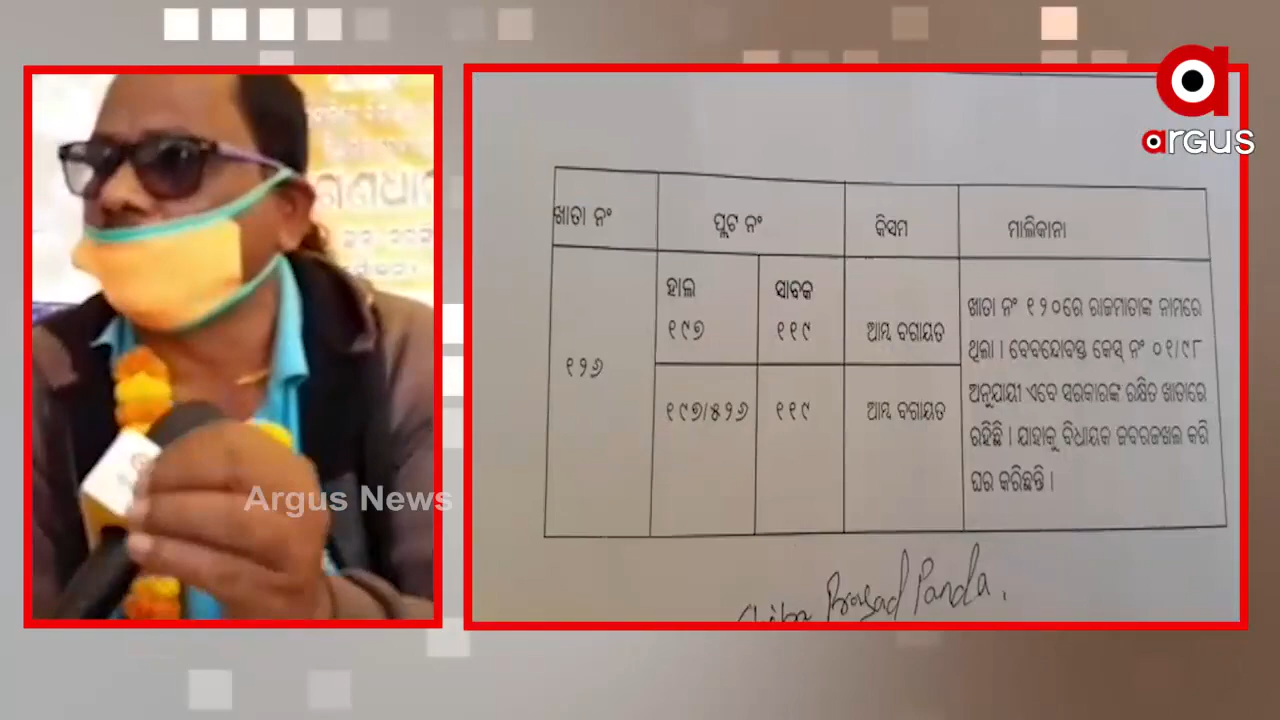 argus
ଖାତା ନଂ
ପ୍ଲଟ ନଂ
କିସମ
ମାଲିକାନା
ହାଲ
ସାବକ
୧୨୬
୧୯୭
୧୧୯
ଆମ୍ବ ବଗାୟତ
୧୯୭/୫୨୬
୧୧୯
ଆମ୍ବ ବଗାୟତ
ଖାତା ନଂ ୧୨୦ରେ ରାଜମାତାଙ୍କ ନାମରେ
ଥିଲା । ବେବନ୍ଦୋବସ୍ତ କେସ୍ ନଂ ୦୧/୯୮
ଅନୁଯାୟୀ ଏବେ ସରକାରଙ୍କ ରକ୍ଷିତ ଖାତାରେ
ରହିଛି । ଯାହାକୁ ବିଧାୟକ ଜବରଦଖଲ କରି
ଘର କରିଛନ୍ତି ।
Prasad Panda
Argus News